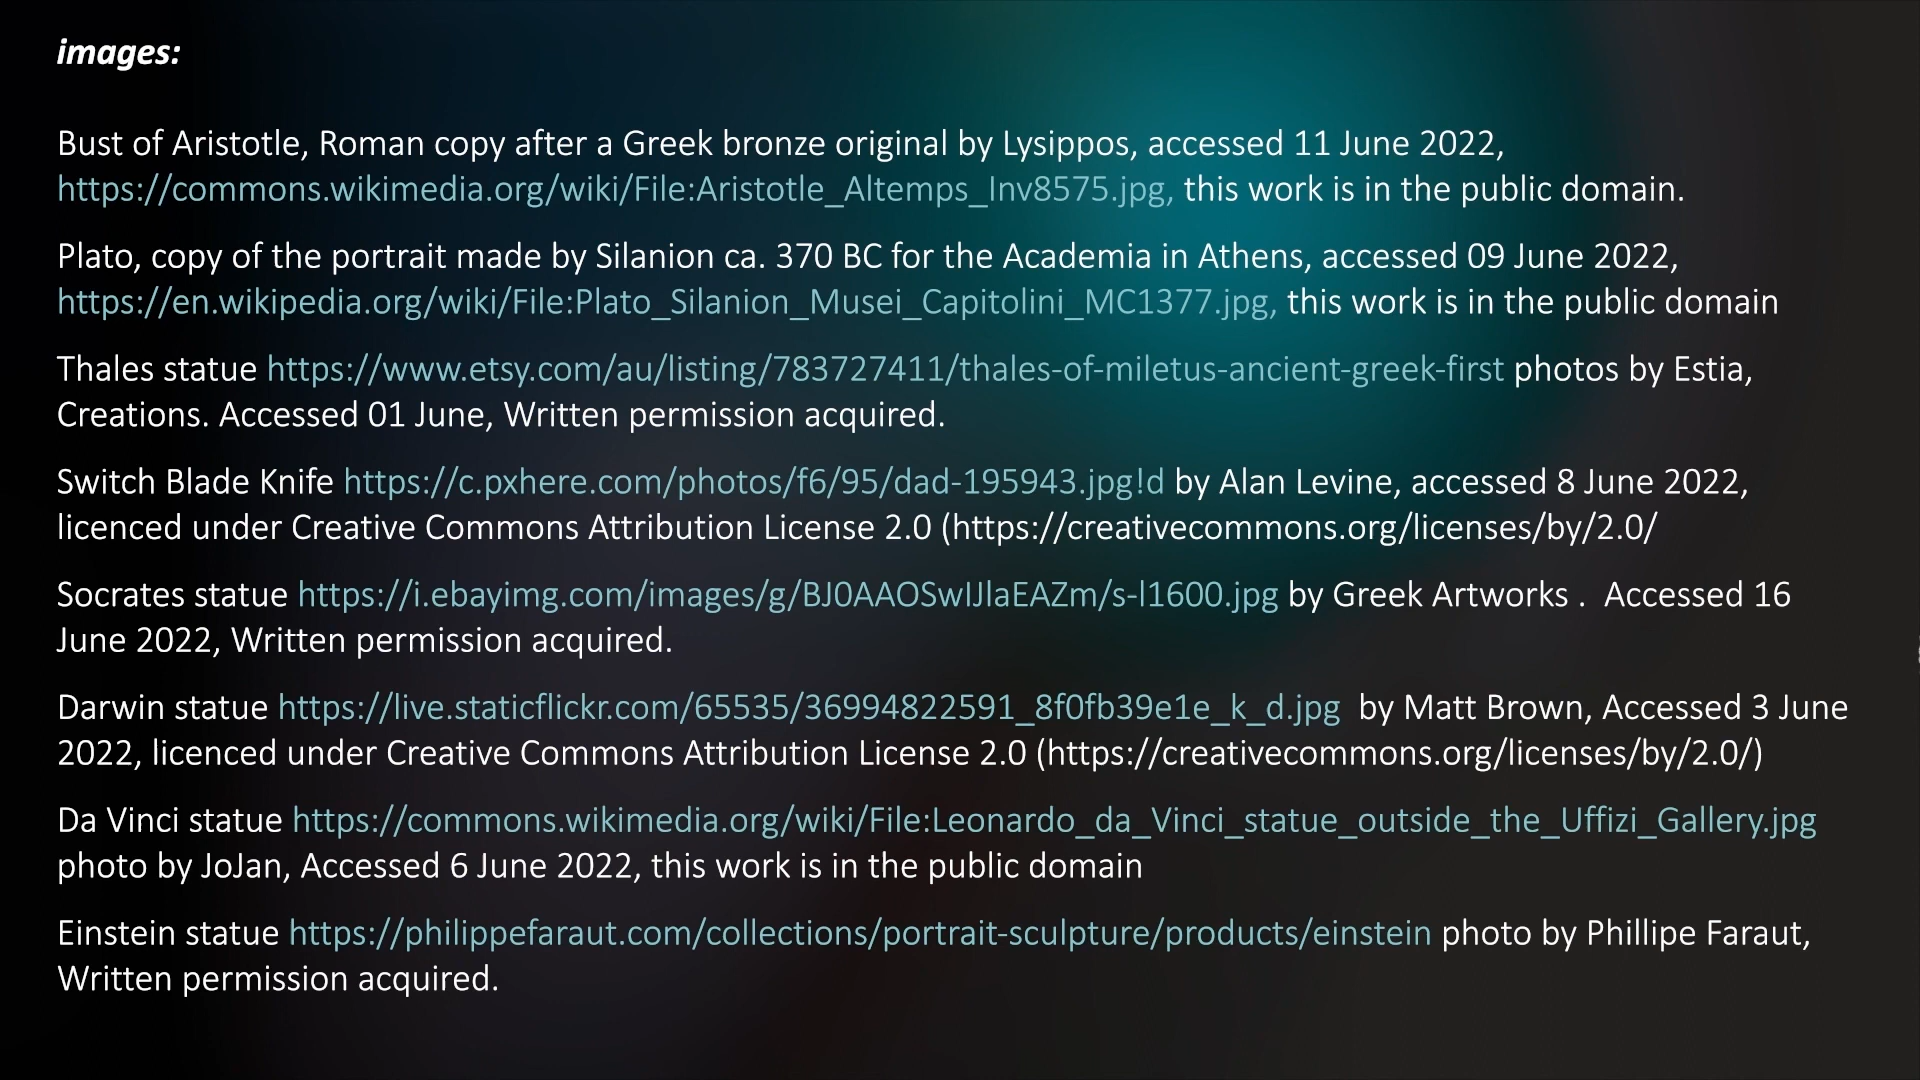 images:
Bust of Aristotle, Roman copy after a Greek bronze original by Lysippos, accessed 11 June 2022,
https://commons.wikimedia.org/wiki/File:Aristotle_Altemps_Inv8575.jpg, this work is in the public domain.
Plato, copy of the portrait made by Silanion ca. 370 BC for the Academia in Athens, accessed 09 June 2022,
https://en.wikipedia.org/wiki/File:Plato_Silanion_Musei_Capitolini_MC1377.jpg, this work is in the public domain
Thales statue https://www.etsy.com/au/listing/783727411/thales-of-miletus-ancient-greek-first photos by Estia,
Creations. Accessed 01 June, Written permission acquired.
Switch Blade Knife https://c.pxhere.com/photos/f6/95/dad-195943.jpg!d by Alan Levine, accessed 8 June 2022,
licenced under Creative Commons Attribution License 2.0 (https://creativecommons.org/licenses/by/2.0/
Socrates statue https://i.ebayimg.com/images/g/BJ0AAOSwIJlaEAZm/s-l1600.jpg by Greek Artworks .  Accessed 16
June 2022, Written permission acquired.
Darwin statue https://live.staticflickr.com/65535/36994822591_8f0fb39e1e_k_d.jpg  by Matt Brown, Accessed 3 June
2022, licenced under Creative Commons Attribution License 2.0 (https://creativecommons.org/licenses/by/2.0/)
Da Vinci statue https://commons.wikimedia.org/wiki/File:Leonardo_da_Vinci_statue_outside_the_Uffizi_Gallery.jpg
photo by JoJan, Accessed 6 June 2022, this work is in the public domain
Einstein statue https://philippefaraut.com/collections/portrait-sculpture/products/einstein photo by Phillipe Faraut,
Written permission acquired.